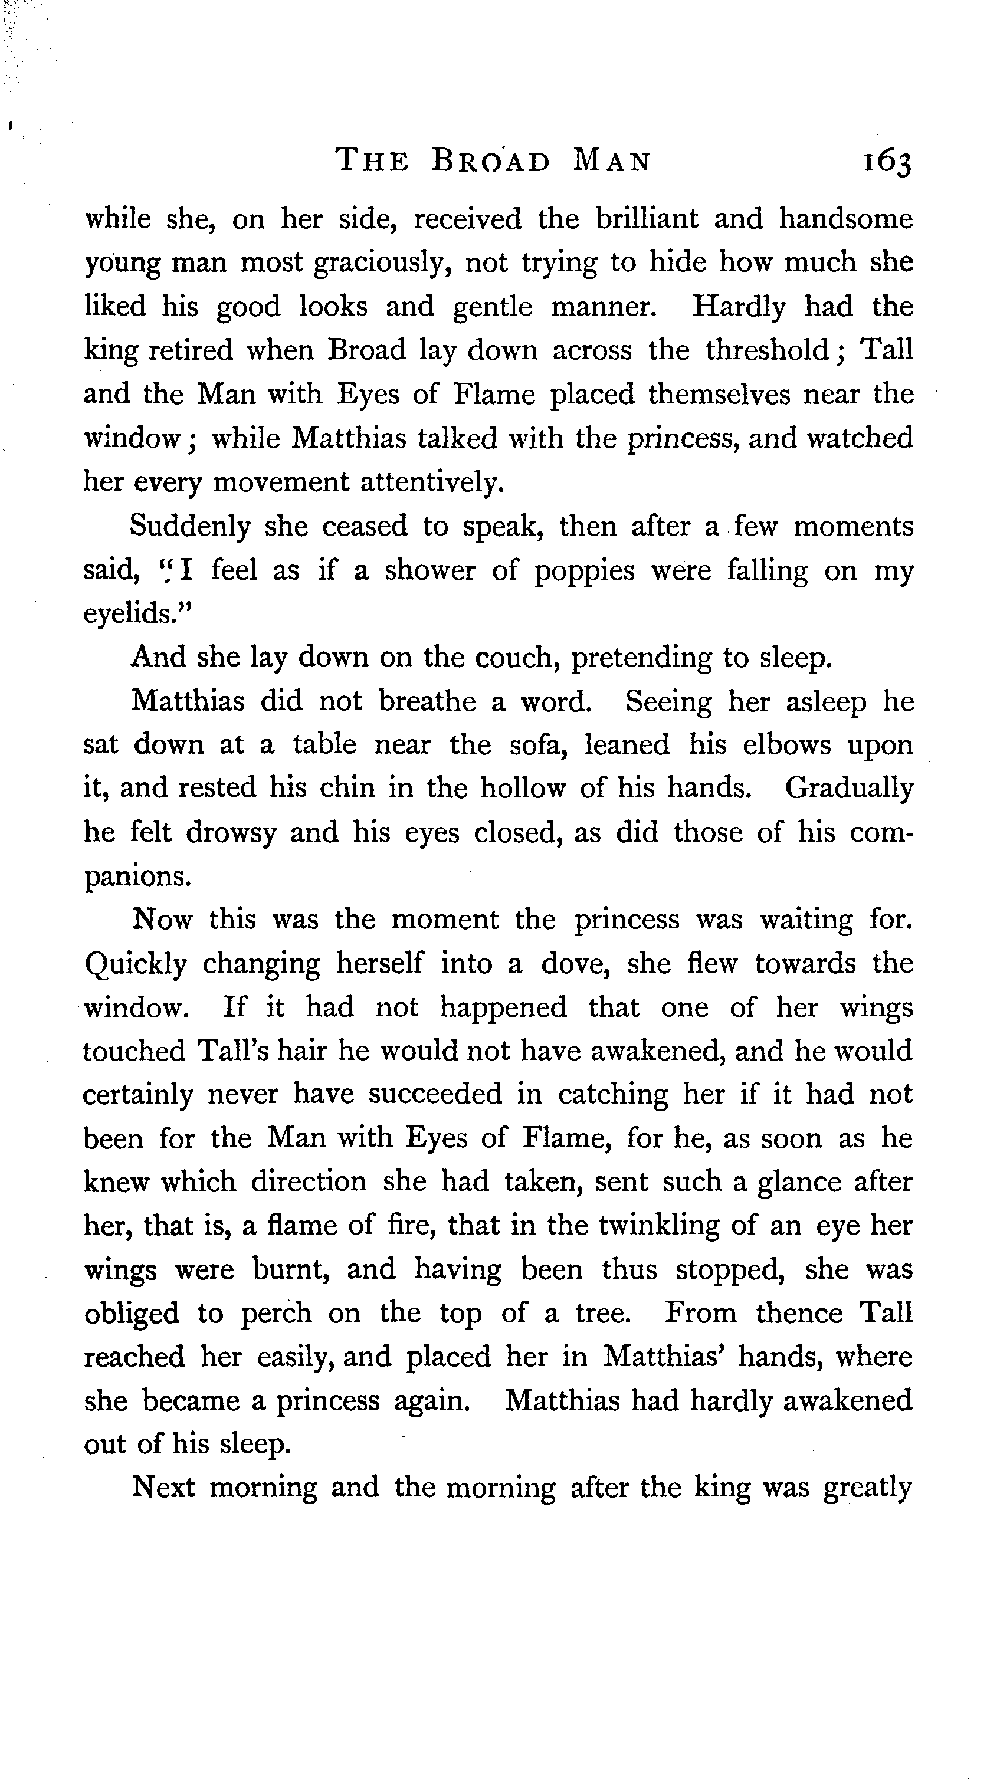 THE BROAD MAN 163
while she, on her side, received the brilliant and handsome
young man most graciously, not trying to hide how much she
liked his good looks and gentle manner. Hardly had the
king retired when Broad lay down across the threshold; Tall
and the Man with Eyes of Flame placed themselves near the
window; while Matthias talked with the princess, and watched
her every movement attentively.
Suddenly she ceased to speak, then after a few moments
said, "I feel as if a shower of poppies were falling on my
eyelids."
And she lay down on the couch, pretending to sleep.
Matthias did not breathe a word. Seeing her asleep he
sat down at a table near the sofa, leaned his elbows upon
it, and rested his chin in the hollow of his hands. Gradually
he felt drowsy and his eyes closed, as did those of his com-
panions.
Now this was the moment the princess was waiting for.
Quickly changing herself into a dove, she flew towards the
window. If it had not happened that one of her wings
touched Tall's hair he would not have awakened, and he would
certainly never have succeeded in catching her if it had not
been for the Man with Eyes of Flame, for he, as soon as he
knew which direction she had taken, sent such a glance after
her, that is, a flame of fire, that in the twinkling of an eye her
wings were burnt, and having been thus stopped, she was
obliged to perch on the top of a tree. From thence Tall
reached her easily, and placed her in Matthias' hands, where
she became a princess again. Matthias had hardly awakened
out of his sleep.
Next morning and the morning after the king was greatly